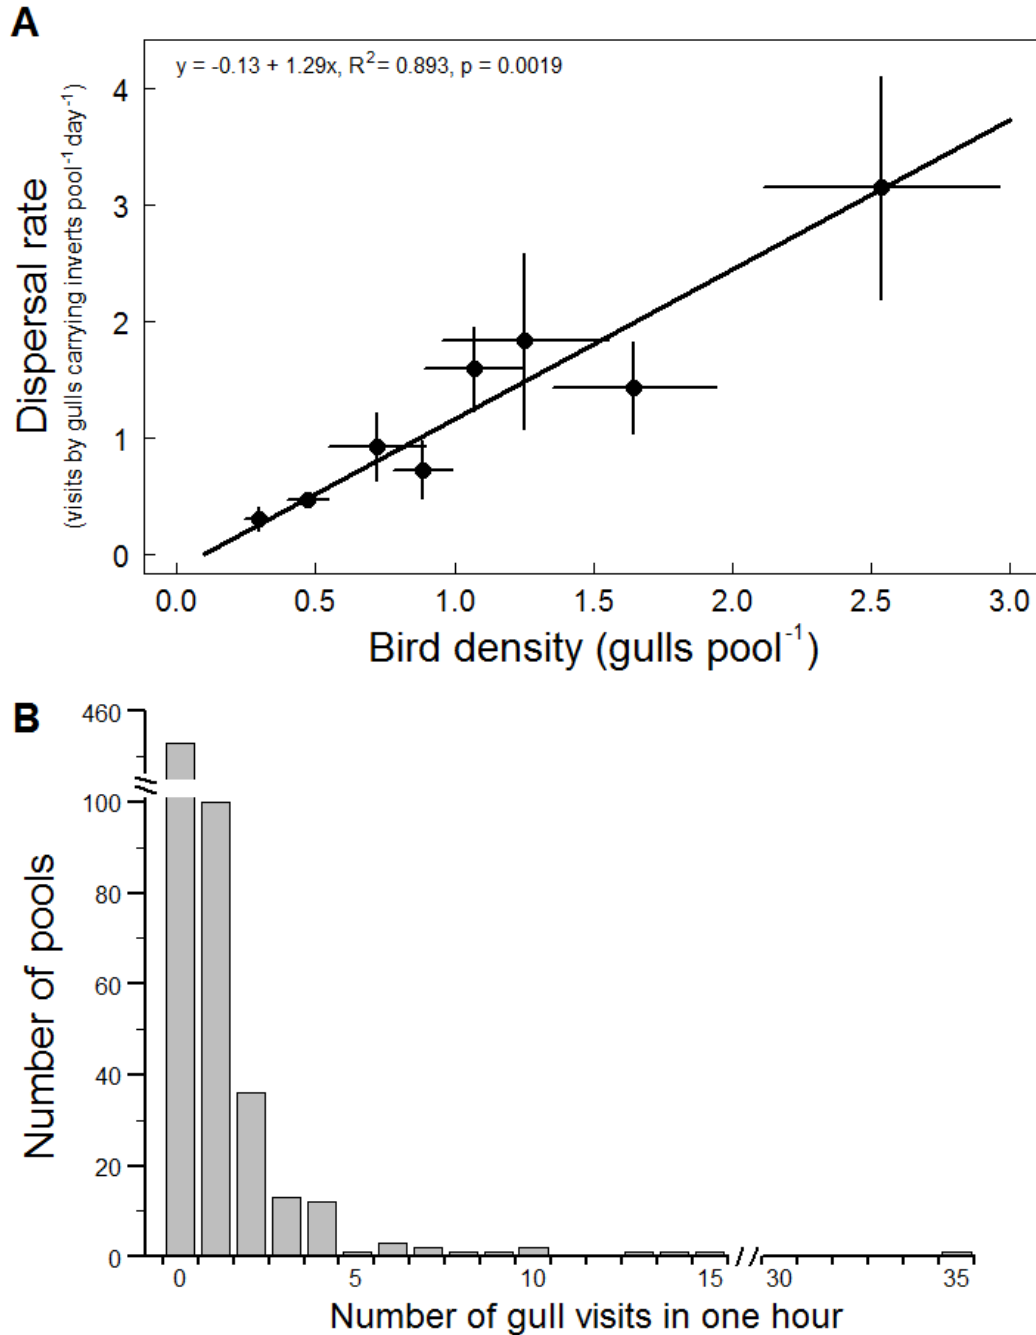 A
y = -0.13 + 1.29x, R² = 0.893, p = 0.0019
Dispersal rate
(visits by gulls carrying inverts pool⁻¹ day⁻¹)
4
3
2
1
0
0.0 0.5 1.0 1.5 2.0 2.5 3.0
Bird density (gulls pool⁻¹)
B
Number of pools
460
100
80
60
40
20
0
0 5 10 15 30 35
Number of gull visits in one hour